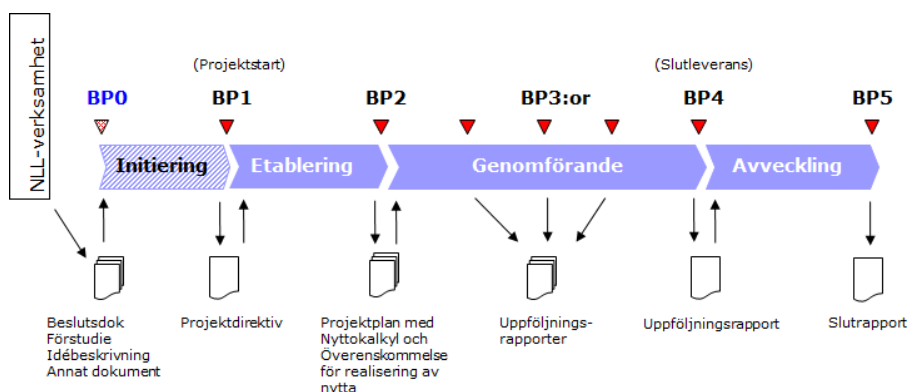 NLL-verksamhet
(Projektstart)
(Slutleverans)
BP0
BP1
BP2
BP3:or
BP4
BP5
Initiering
Etablering
Genomförande
Avveckling
Beslutsdok
Förstudie
Idébeskrivning
Annat dokument
Projektdirektiv
Projektplan med
Nyttokalkyl och
Överenskommelse
för realisering av
nytta
Uppföljnings-
rapporter
Uppföljningsrapport
Slutrapport